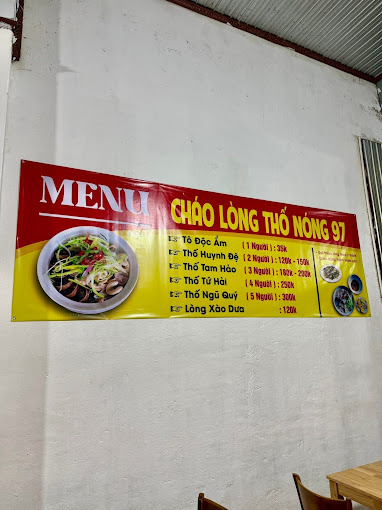 MENU
CHÁO LÒNG THỐ NÓNG 97
Tô Độc Ẩm ( 1 Người ) : 35k
Thố Huynh Đệ ( 2 Người ) : 120k - 150k
Thố Tam Hảo ( 3 Người ) : 180k - 200k
Thố Tứ Hải ( 4 Người ) : 250k
Thố Ngũ Quý ( 5 Người ) : 300k
Lòng Xào Dưa : 120k